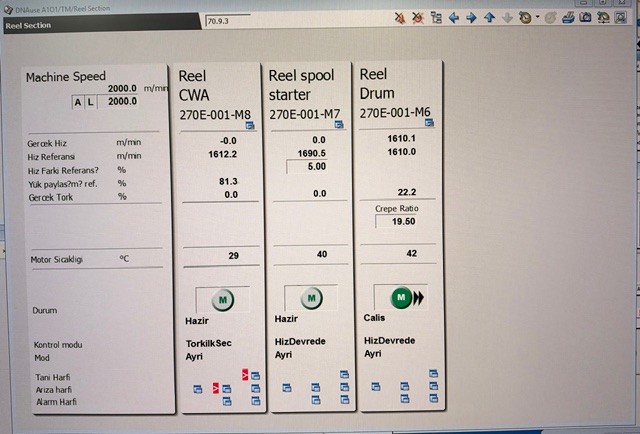 DNAuse A1O1/TM/Reel Section
Reel Section
70.9.3
Machine Speed
2000.0 m/min
A L 2000.0
Gercek Hiz m/min
Hiz Referansi m/min
Hiz Farki Referans? %
Yuk paylas?m? ref. %
Gercek Tork %
Motor Sicakligi ºC
Durum
Kontrol modu
Mod
Tani Harfi
Ariza harfi
Alarm Harfi
Reel
CWA
270E-001-M8
-0.0
1612.2
81.3
0.0
29
M
Hazir
TorkilkSec
Ayri
Reel spool
starter
270E-001-M7
0.0
1690.5
5.00
0.0
40
M
Hazir
HizDevrede
Ayri
Reel
Drum
270E-001-M6
1610.1
1610.0
22.2
Crepe Ratio
19.50
42
M
Calis
HizDevrede
Ayri